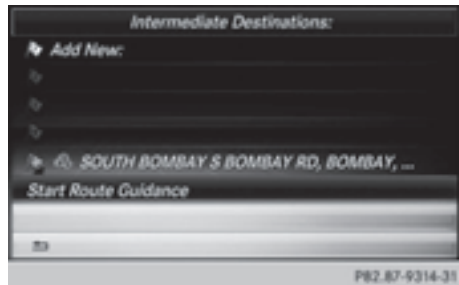 Intermediate Destinations:
Add New:
SOUTH BOMBAY S BOMBAY RD, BOMBAY, ...
Start Route Guidance
P82.87-9314-31